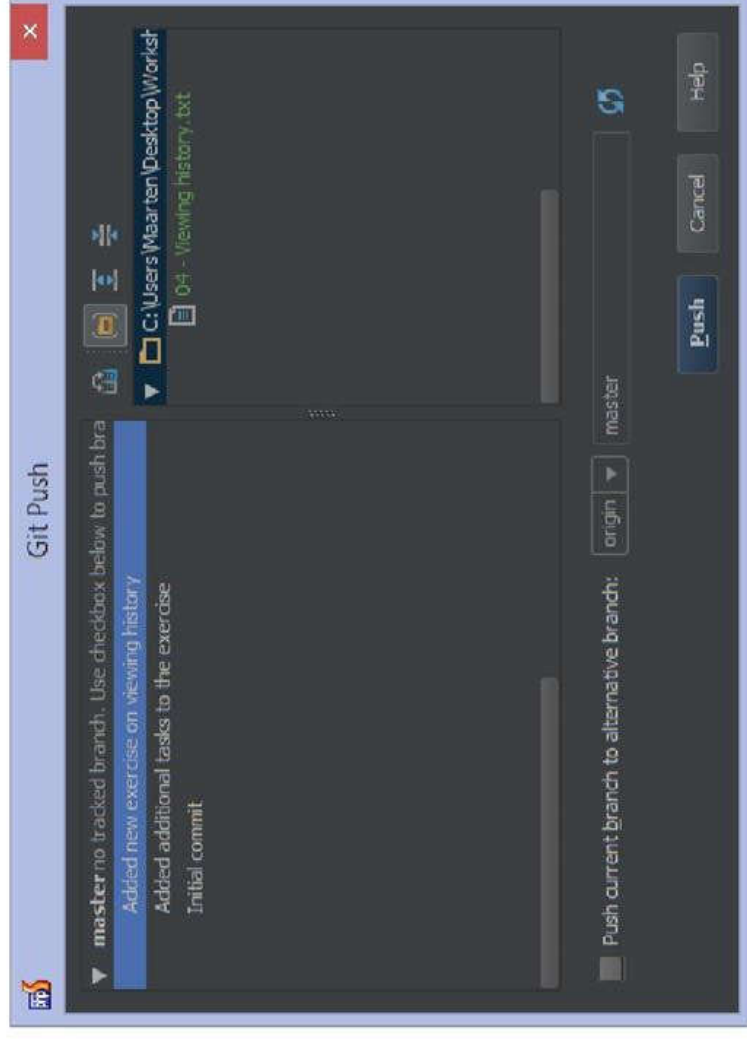 Git Push
master no tracked branch. Use checkbox below to push bra
Added new exercise on viewing history
Added additional tasks to the exercise
Initial commit
C:\Users\Maarten\Desktop\Worksh
04 - Viewing history.txt
Push current branch to alternative branch: origin master
Push Cancel Help